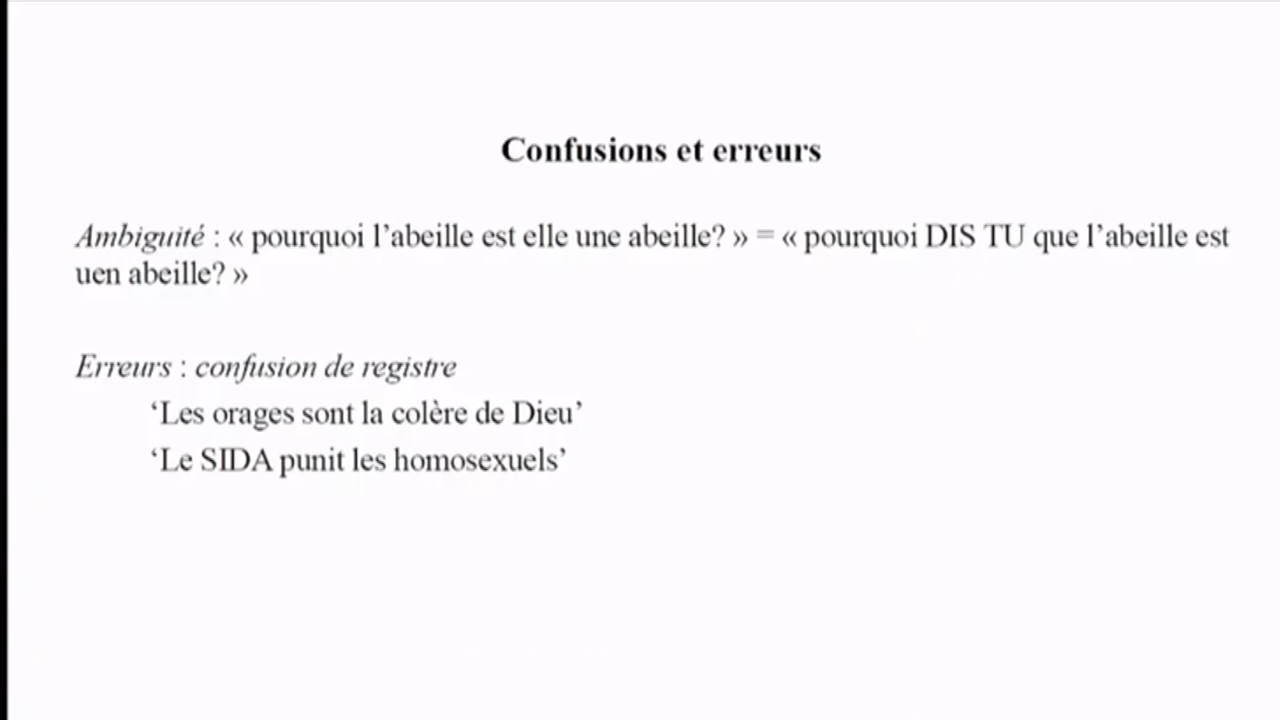 Confusions et erreurs
Ambiguité : « pourquoi l’abeille est elle une abeille? » = « pourquoi DIS TU que l’abeille est
uen abeille? »
Erreurs : confusion de registre
‘Les orages sont la colère de Dieu’
‘Le SIDA punit les homosexuels’